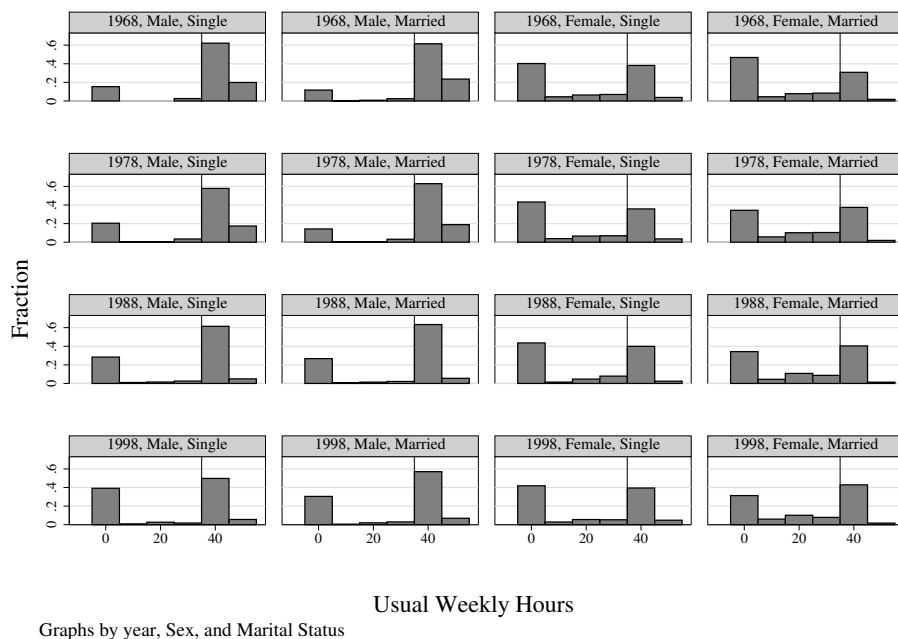 1968, Male, Single
1968, Male, Married
1968, Female, Single
1968, Female, Married
0 .2 .4 .6
1978, Male, Single
1978, Male, Married
1978, Female, Single
1978, Female, Married
0 .2 .4 .6
1988, Male, Single
1988, Male, Married
1988, Female, Single
1988, Female, Married
0 .2 .4 .6
1998, Male, Single
1998, Male, Married
1998, Female, Single
1998, Female, Married
0 .2 .4 .6
0 20 40
0 20 40
0 20 40
0 20 40
Fraction
Usual Weekly Hours
Graphs by year, Sex, and Marital Status